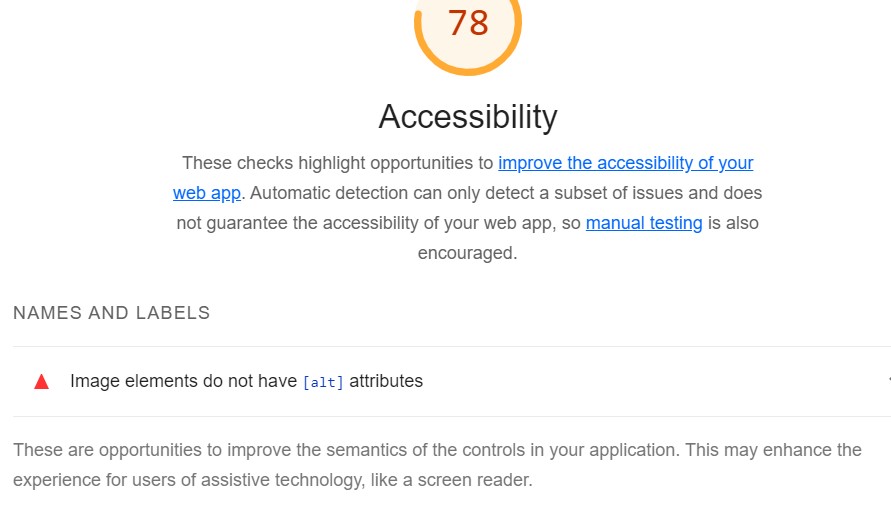 78
Accessibility
These checks highlight opportunities to improve the accessibility of your
web app. Automatic detection can only detect a subset of issues and does
not guarantee the accessibility of your web app, so manual testing is also
encouraged.
NAMES AND LABELS
Image elements do not have [alt] attributes
These are opportunities to improve the semantics of the controls in your application. This may enhance the
experience for users of assistive technology, like a screen reader.